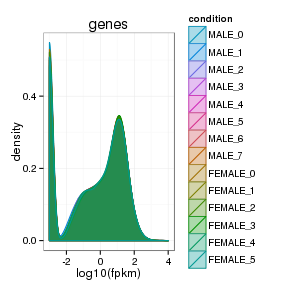 genes
condition
MALE_0
MALE_1
MALE_2
MALE_3
MALE_4
MALE_5
MALE_6
MALE_7
FEMALE_0
FEMALE_1
FEMALE_2
FEMALE_3
FEMALE_4
FEMALE_5
density
0.4
0.2
0.0
-2 0 2 4
log10(fpkm)